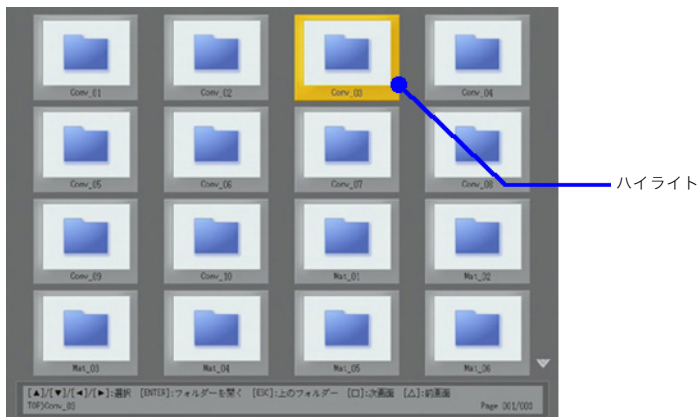 Conv_01 Conv_02 Conv_03 Conv_04
ハイライト
Conv_05 Conv_06 Conv_07 Conv_08
Conv_09 Conv_10 Mat_01 Mat_02
Mat_03 Mat_04 Mat_05 Mat_06
[▲]/[▼]/[◄]/[►]:選択 [ENTER]:フォルダーを開く [ESC]:上のフォルダー [□]:次画面 [△]:前画面
TOP>Conv_03 Page 001/003